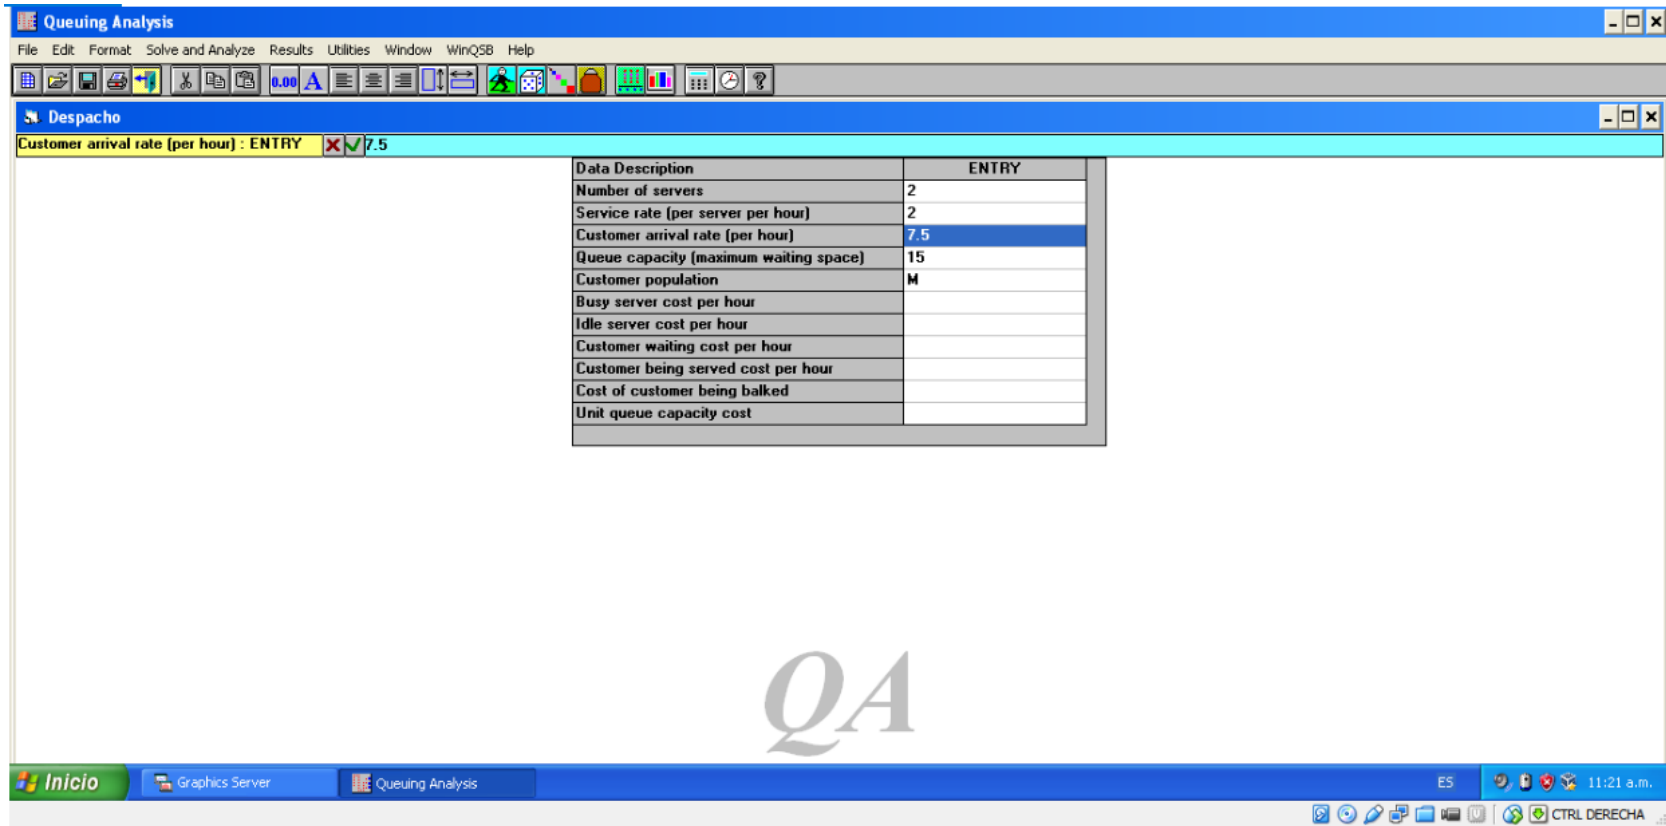 Queuing Analysis
File Edit Format Solve and Analyze Results Utilities Window WinQSB Help
0.00 A
Despacho
Customer arrival rate (per hour) : ENTRY 7.5
Data Description ENTRY
Number of servers 2
Service rate (per server per hour) 2
Customer arrival rate (per hour) 7.5
Queue capacity (maximum waiting space) 15
Customer population M
Busy server cost per hour
Idle server cost per hour
Customer waiting cost per hour
Customer being served cost per hour
Cost of customer being balked
Unit queue capacity cost
QA
Inicio Graphics Server Queuing Analysis ES 11:21 a.m.
CTRL DERECHA